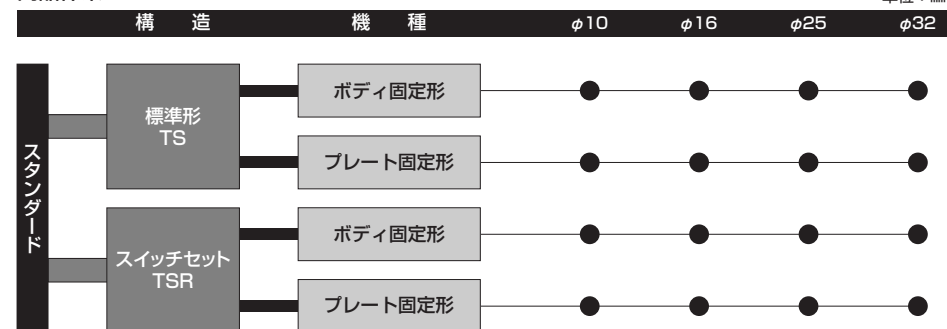 構　造　機　種　φ10　φ16　φ25　φ32
スタンダード
標準形
TS
ボディ固定形
プレート固定形
スイッチセット
TSR
ボディ固定形
プレート固定形